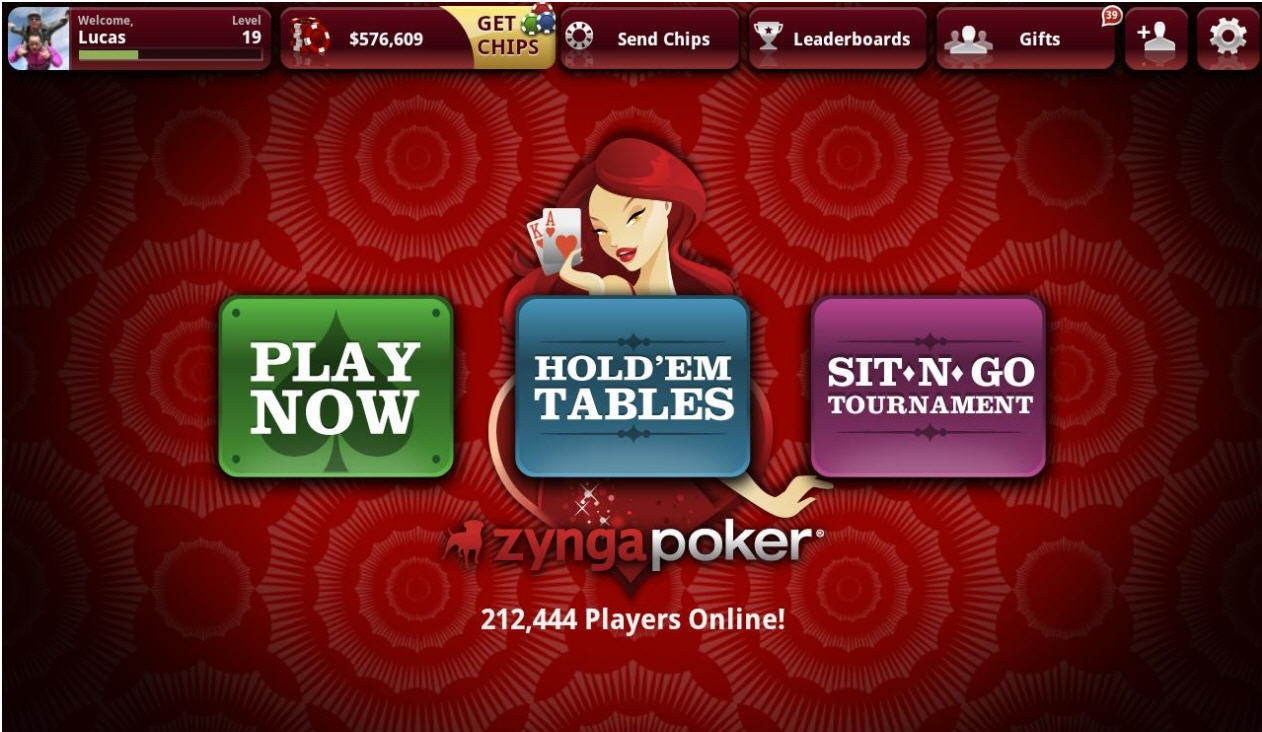 Welcome,
Lucas
Level
19
$576,609
GET
CHIPS
Send Chips
Leaderboards
Gifts
39
K
A
PLAY
NOW
HOLD'EM
TABLES
SIT♦N♦GO
TOURNAMENT
zyngapoker®
212,444 Players Online!